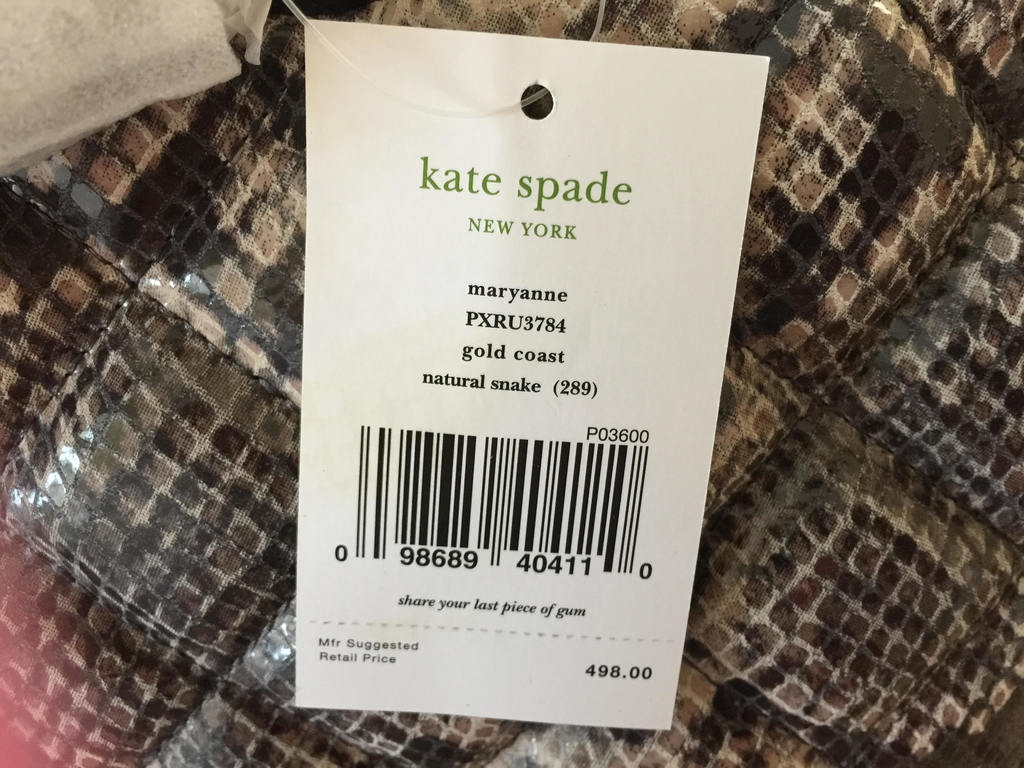 kate spade
NEW YORK
maryanne
PXRU3784
gold coast
natural snake (289)
P03600
0 98689 40411 0
share your last piece of gum
Mfr Suggested
Retail Price
498.00